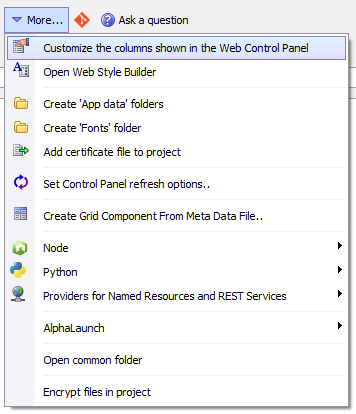 More... Ask a question
Customize the columns shown in the Web Control Panel
Open Web Style Builder
Create 'App data' folders
Create 'Fonts' folder
Add certificate file to project
Set Control Panel refresh options..
Create Grid Component From Meta Data File..
Node
Python
Providers for Named Resources and REST Services
AlphaLaunch
Open common folder
Encrypt files in project